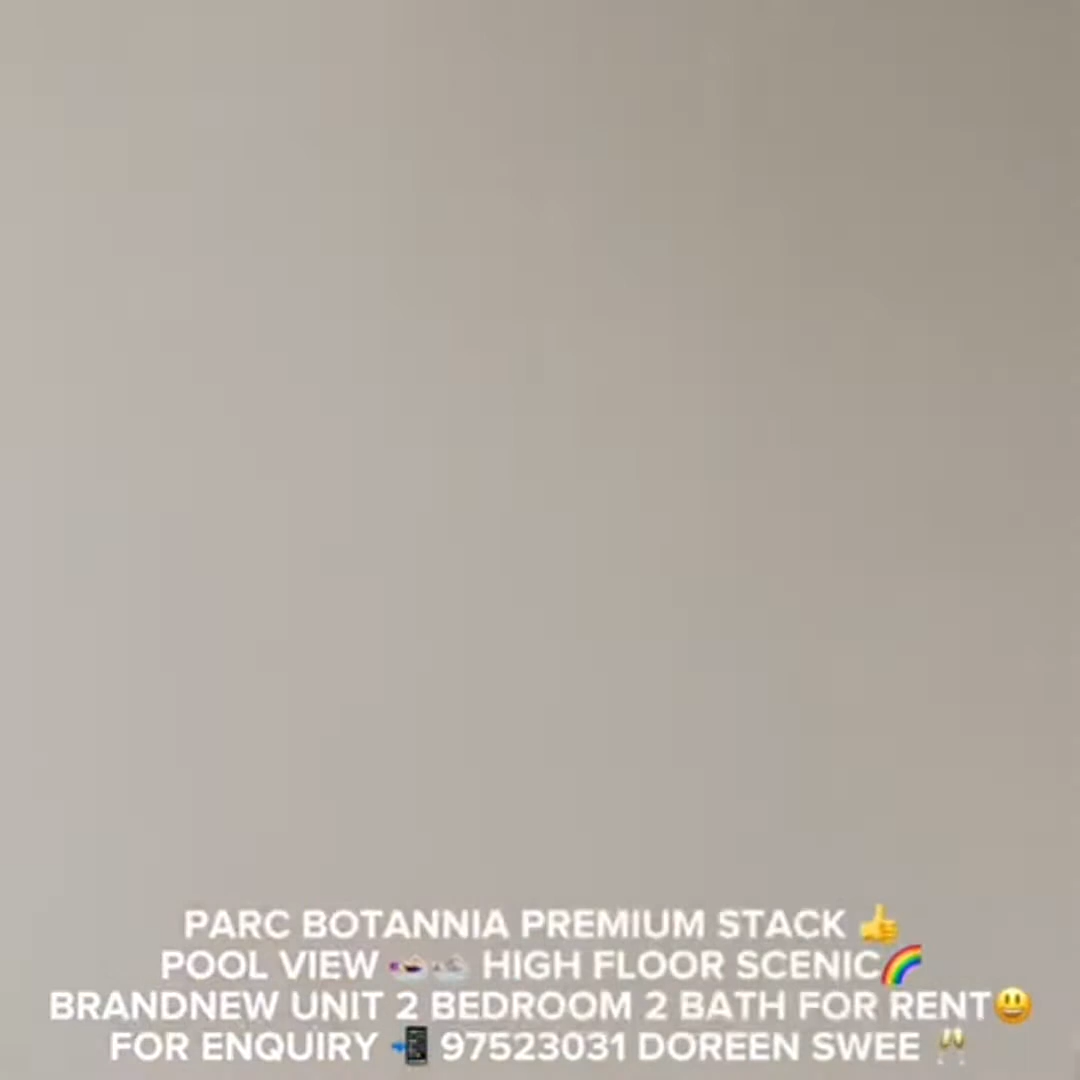 PARC BOTANNIA PREMIUM STACK 👍
POOL VIEW 🏊🏊 HIGH FLOOR SCENIC🌈
BRANDNEW UNIT 2 BEDROOM 2 BATH FOR RENT😃
FOR ENQUIRY 📲 97523031 DOREEN SWEE 🥂